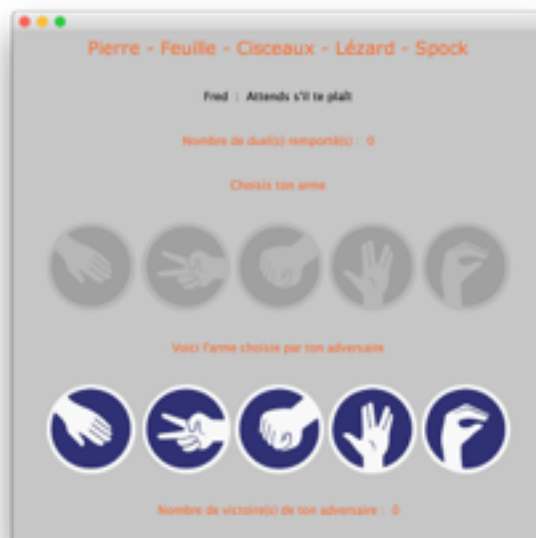 Pierre - Feuille - Cisceaux - Lézard - Spock
Fred : Attends s'il te plaît
Nombre de duel(s) remporté(s) : 0
Choisis ton arme
Voici l'arme choisie par ton adversaire
Nombre de victoire(s) de ton adversaire : 0